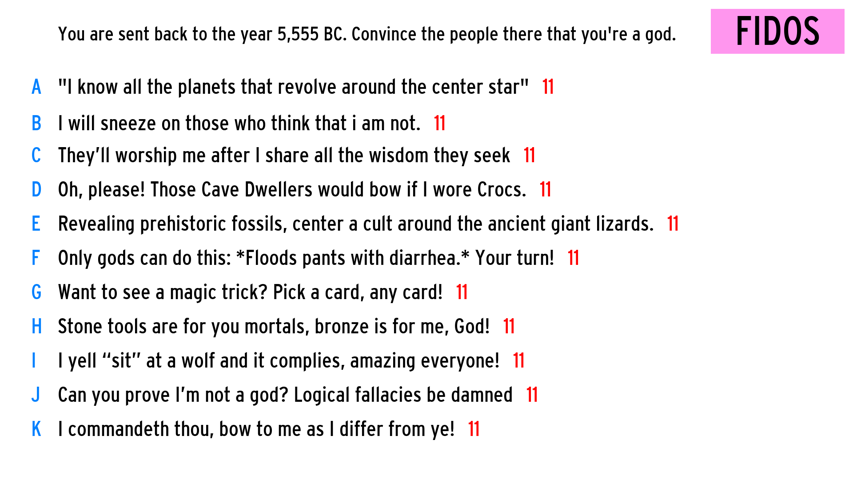 You are sent back to the year 5,555 BC. Convince the people there that you're a god.
FIDOS
A "I know all the planets that revolve around the center star" 11
B I will sneeze on those who think that i am not. 11
C They’ll worship me after I share all the wisdom they seek 11
D Oh, please! Those Cave Dwellers would bow if I wore Crocs. 11
E Revealing prehistoric fossils, center a cult around the ancient giant lizards. 11
F Only gods can do this: *Floods pants with diarrhea.* Your turn! 11
G Want to see a magic trick? Pick a card, any card! 11
H Stone tools are for you mortals, bronze is for me, God! 11
I I yell “sit” at a wolf and it complies, amazing everyone! 11
J Can you prove I’m not a god? Logical fallacies be damned 11
K I commandeth thou, bow to me as I differ from ye! 11